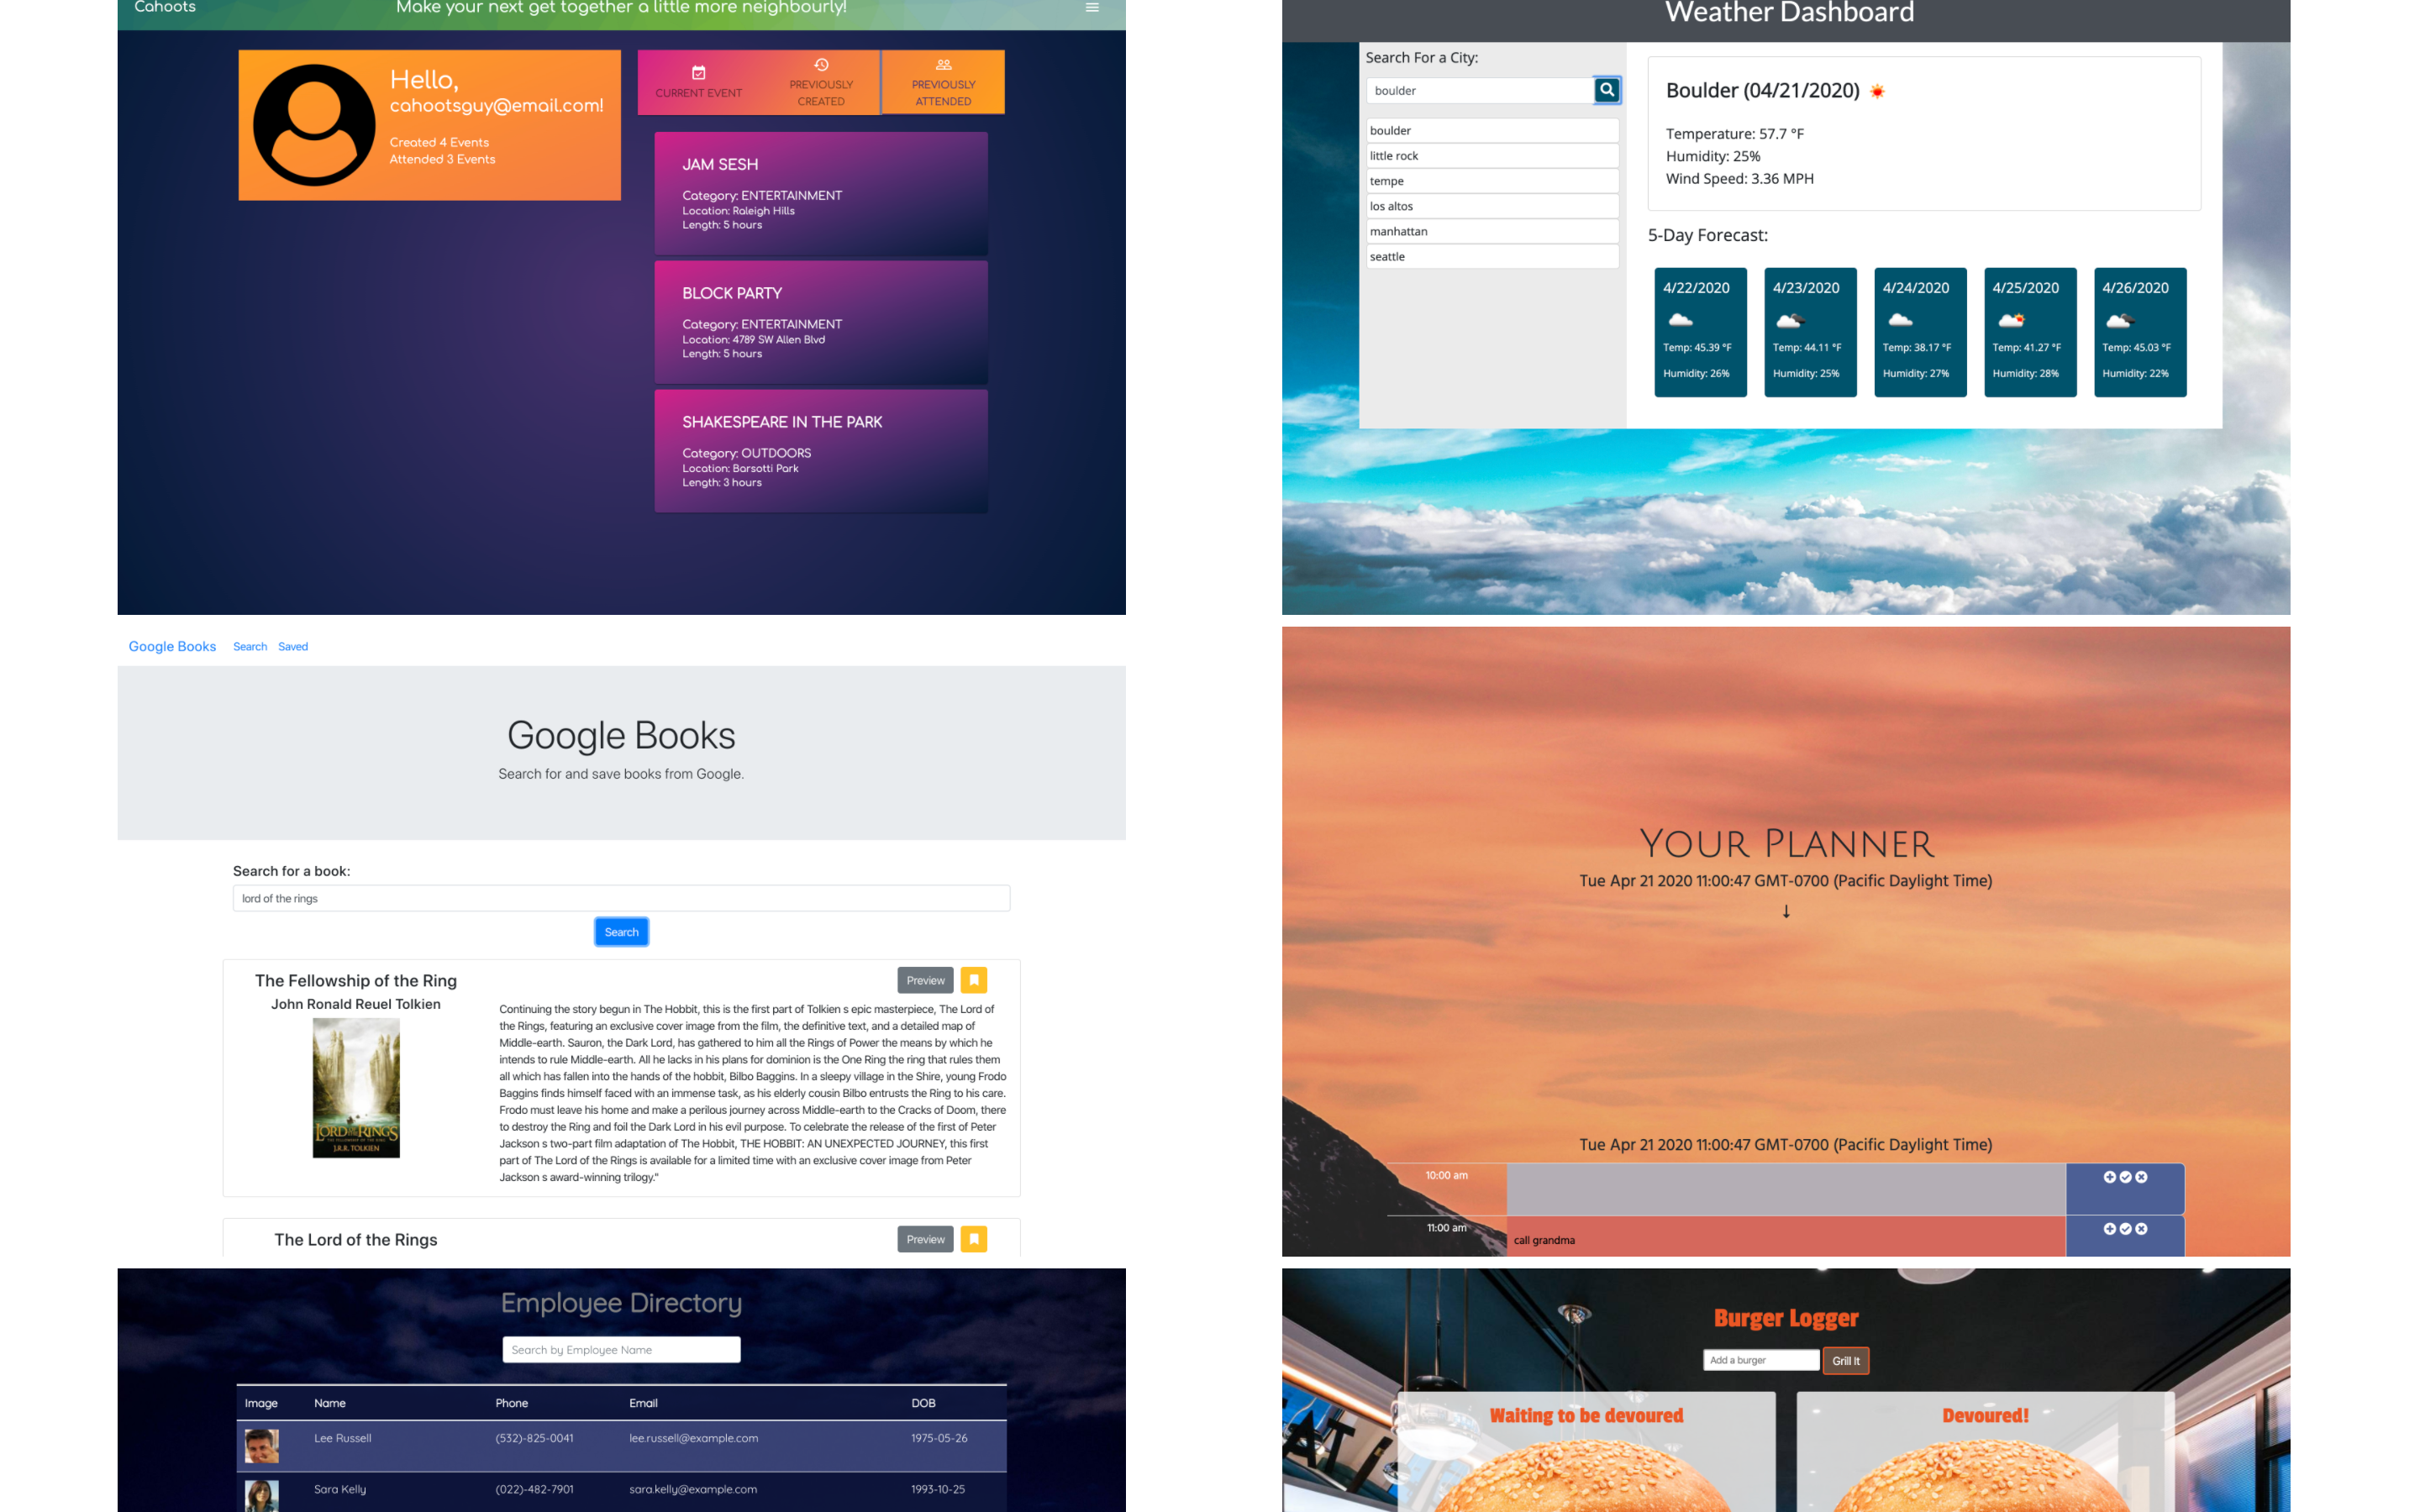 Cahoots
Make your next get together a little more neighbourly!
Hello,
cahootsguy@email.com!
Created 4 Events
Attended 3 Events
CURRENT EVENT
PREVIOUSLY
CREATED
PREVIOUSLY
ATTENDED
JAM SESH
Category: ENTERTAINMENT
Location: Raleigh Hills
Length: 5 hours
BLOCK PARTY
Category: ENTERTAINMENT
Location: 4789 SW Allen Blvd
Length: 5 hours
SHAKESPEARE IN THE PARK
Category: OUTDOORS
Location: Barsotti Park
Length: 3 hours
Weather Dashboard
Search For a City:
boulder
boulder
little rock
tempe
los altos
manhattan
seattle
Boulder (04/21/2020)
Temperature: 57.7 °F
Humidity: 25%
Wind Speed: 3.36 MPH
5-Day Forecast:
4/22/2020
Temp: 45.39 °F
Humidity: 26%
4/23/2020
Temp: 44.11 °F
Humidity: 25%
4/24/2020
Temp: 38.17 °F
Humidity: 27%
4/25/2020
Temp: 41.27 °F
Humidity: 28%
4/26/2020
Temp: 45.03 °F
Humidity: 22%
Google Books Search Saved
Google Books
Search for and save books from Google.
Search for a book:
lord of the rings
Search
The Fellowship of the Ring
John Ronald Reuel Tolkien
LORD OF THE RINGS
J.R.R. TOLKIEN
Preview
Continuing the story begun in The Hobbit, this is the first part of Tolkien s epic masterpiece, The Lord of
the Rings, featuring an exclusive cover image from the film, the definitive text, and a detailed map of
Middle-earth. Sauron, the Dark Lord, has gathered to him all the Rings of Power the means by which he
intends to rule Middle-earth. All he lacks in his plans for dominion is the One Ring the ring that rules them
all which has fallen into the hands of the hobbit, Bilbo Baggins. In a sleepy village in the Shire, young Frodo
Baggins finds himself faced with an immense task, as his elderly cousin Bilbo entrusts the Ring to his care.
Frodo must leave his home and make a perilous journey across Middle-earth to the Cracks of Doom, there
to destroy the Ring and foil the Dark Lord in his evil purpose. To celebrate the release of the first of Peter
Jackson s two-part film adaptation of The Hobbit, THE HOBBIT: AN UNEXPECTED JOURNEY, this first
part of The Lord of the Rings is available for a limited time with an exclusive cover image from Peter
Jackson s award-winning trilogy."
The Lord of the Rings
Preview
YOUR PLANNER
Tue Apr 21 2020 11:00:47 GMT-0700 (Pacific Daylight Time)
↓
Tue Apr 21 2020 11:00:47 GMT-0700 (Pacific Daylight Time)
10:00 am
11:00 am
call grandma
Employee Directory
Search by Employee Name
Image Name Phone Email DOB
Lee Russell (532)-825-0041 lee.russell@example.com 1975-05-26
Sara Kelly (022)-482-7901 sara.kelly@example.com 1993-10-25
Burger Logger
Add a burger Grill It
Waiting to be devoured
Devoured!